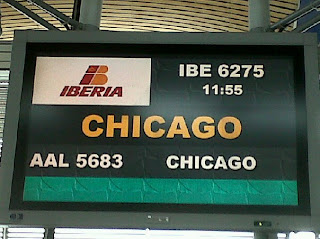 IBERIA
IBE 6275
11:55
CHICAGO
AAL 5683 CHICAGO